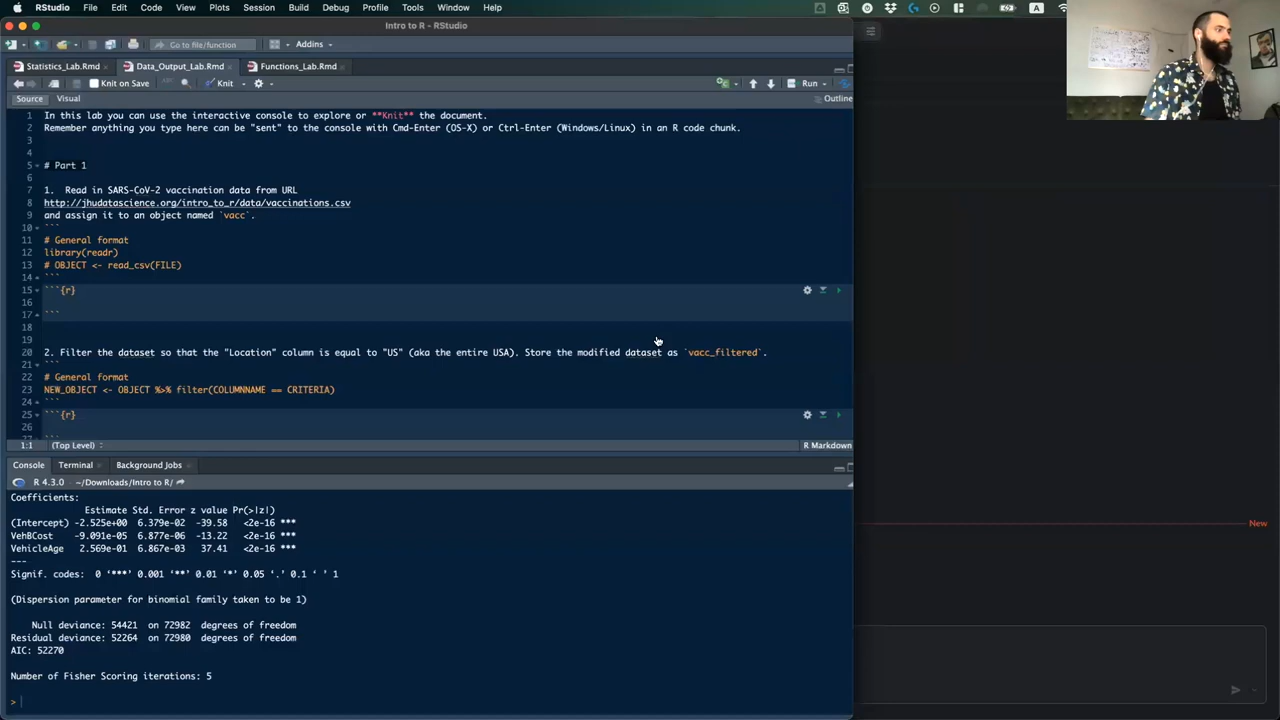 RStudio File Edit Code View Plots Session Build Debug Profile Tools Window Help
A
Intro to R - RStudio
Go to file/function Addins
Statistics_Lab.Rmd Data_Output_Lab.Rmd Functions_Lab.Rmd
Knit on Save Knit Run
Source Visual Outline
1 In this lab you can use the interactive console to explore or **Knit** the document.
2 Remember anything you type here can be "sent" to the console with Cmd-Enter (OS-X) or Ctrl-Enter (Windows/Linux) in an R code chunk.
3
4
5 # Part 1
6
7 1. Read in SARS-CoV-2 vaccination data from URL
8 http://jhudatascience.org/intro_to_r/data/vaccinations.csv
9 and assign it to an object named `vacc`.
10 ```
11 # General format
12 library(readr)
13 # OBJECT <- read_csv(FILE)
14 ```
15 ```{r}
16
17 ```
18
19
20 2. Filter the dataset so that the "Location" column is equal to "US" (aka the entire USA). Store the modified dataset as `vacc_filtered`.
21 ```
22 # General format
23 NEW_OBJECT <- OBJECT %>% filter(COLUMNNAME == CRITERIA)
24 ```
25 ```{r}
26
27 ```
1:1 (Top Level) R Markdown
Console Terminal Background Jobs
R 4.3.0 · ~/Downloads/Intro to R/
Coefficients:
Estimate Std. Error z value Pr(>|z|)
(Intercept) -2.525e+00 6.379e-02 -39.58 <2e-16 ***
VehBCost -9.091e-05 6.877e-06 -13.22 <2e-16 ***
VehicleAge 2.569e-01 6.867e-03 37.41 <2e-16 ***
---
Signif. codes: 0 ‘***’ 0.001 ‘**’ 0.01 ‘*’ 0.05 ‘.’ 0.1 ‘ ’ 1
(Dispersion parameter for binomial family taken to be 1)
Null deviance: 54421 on 72982 degrees of freedom
Residual deviance: 52264 on 72980 degrees of freedom
AIC: 52270
Number of Fisher Scoring iterations: 5
>
New